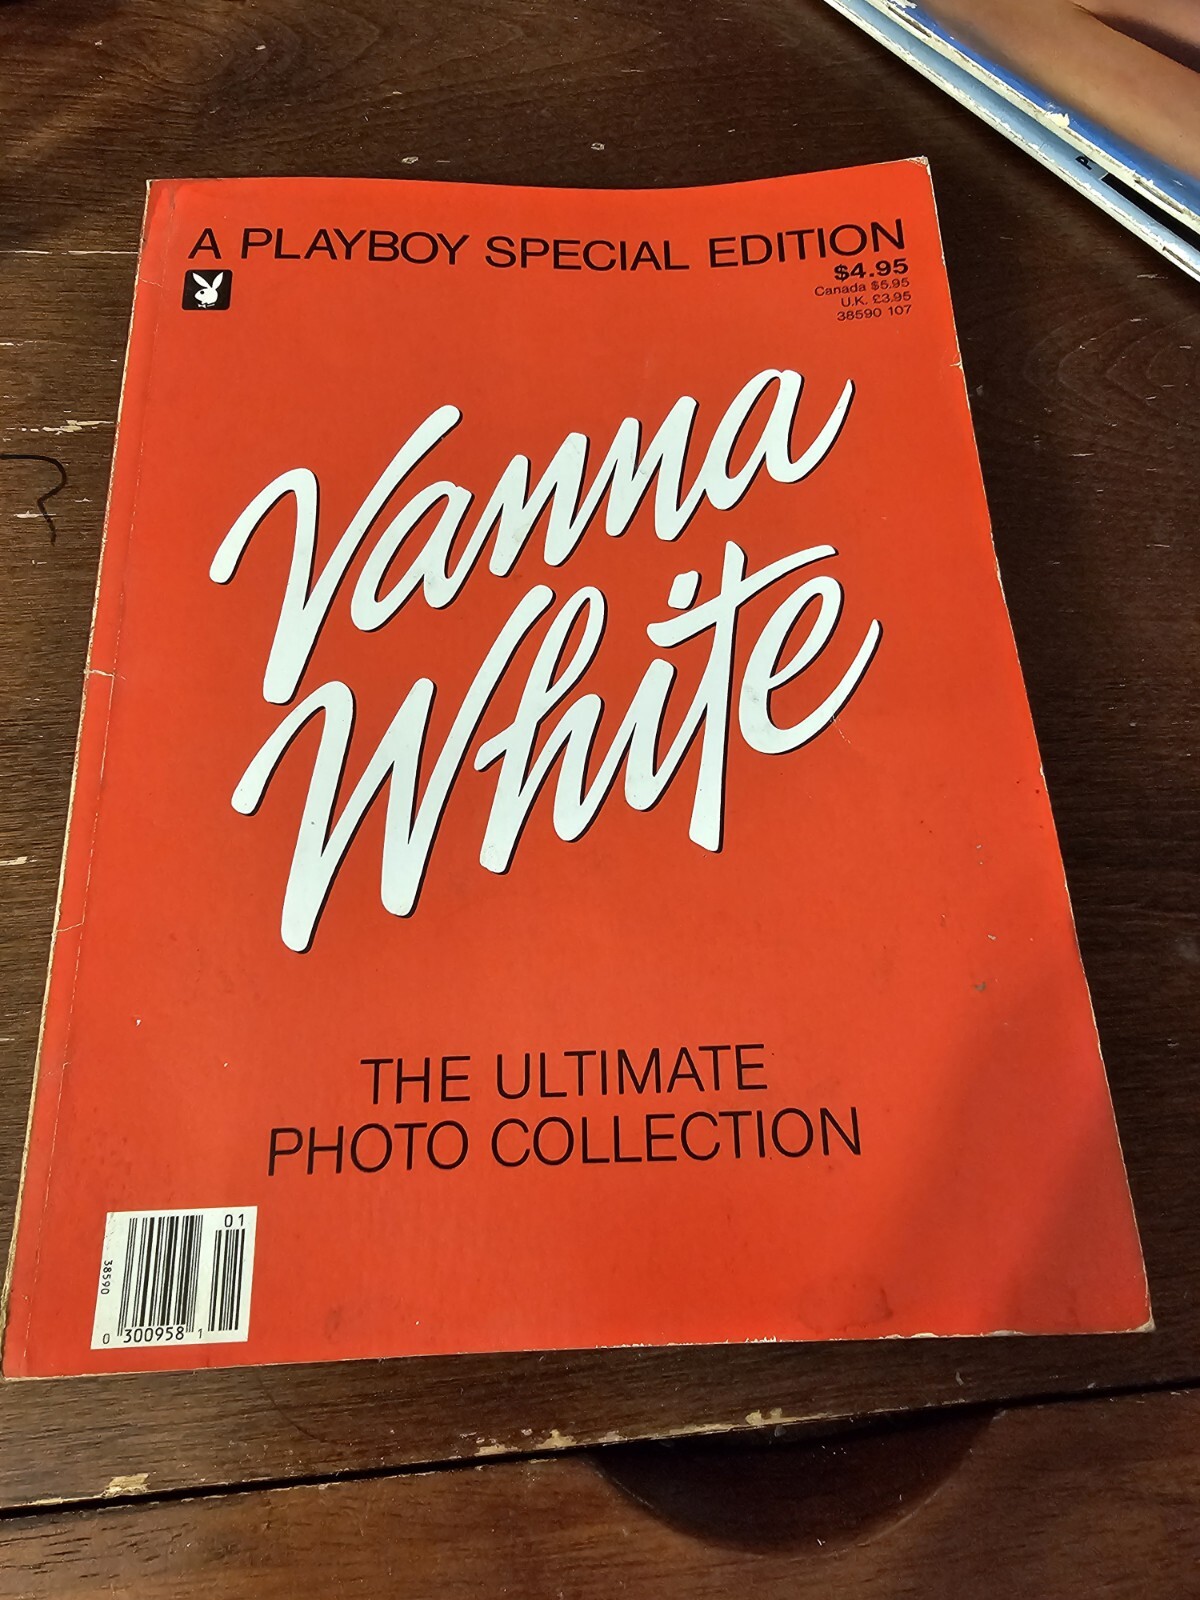 A PLAYBOY SPECIAL EDITION
$4.95
Canada $5.95
U.K. £3.95
38590 107
Vanna
White
THE ULTIMATE
PHOTO COLLECTION
01
38590
0 300958 1
P